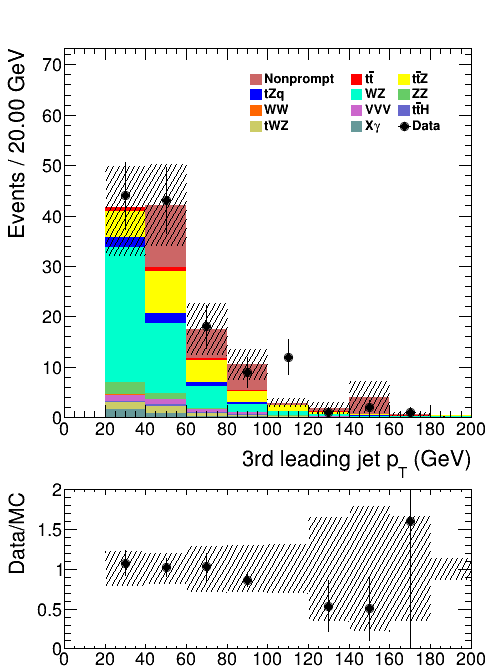 Events / 20.00 GeV
70
60
50
40
30
20
10
0
Nonprompt tt̄ tt̄Z
tZq WZ ZZ
WW VVV tt̄H
tWZ Xγ Data
0 20 40 60 80 100 120 140 160 180 200
3rd leading jet pT (GeV)
Data/MC
2
1.5
1
0.5
0
0 20 40 60 80 100 120 140 160 180 200